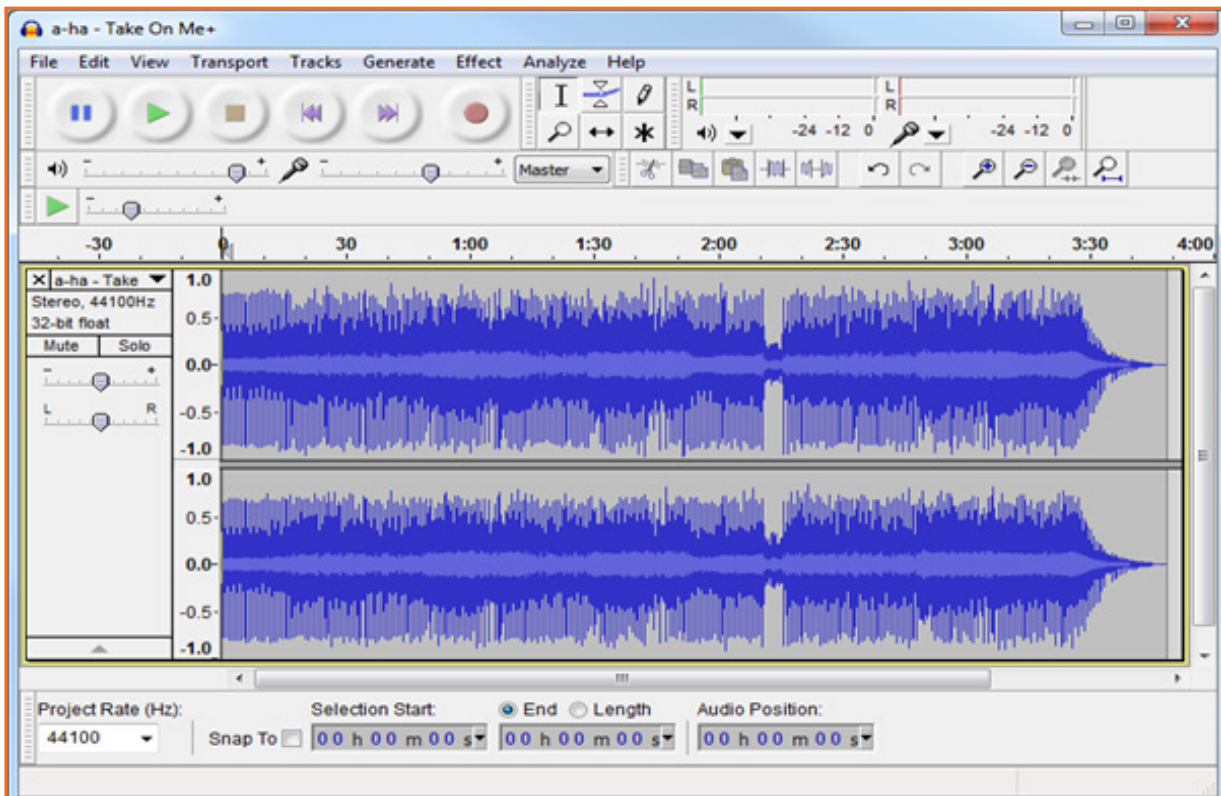 a-ha - Take On Me+
File Edit View Transport Tracks Generate Effect Analyze Help
L
R
-24 -12 0
L
R
-24 -12 0
Master
-30 0 30 1:00 1:30 2:00 2:30 3:00 3:30 4:00
a-ha - Take
Stereo, 44100Hz
32-bit float
Mute Solo
- +
L R
1.0
0.5
0.0
-0.5
-1.0
1.0
0.5
0.0
-0.5
-1.0
Project Rate (Hz): Selection Start: End Length Audio Position:
44100 Snap To 00 h 00 m 00 s 00 h 00 m 00 s 00 h 00 m 00 s